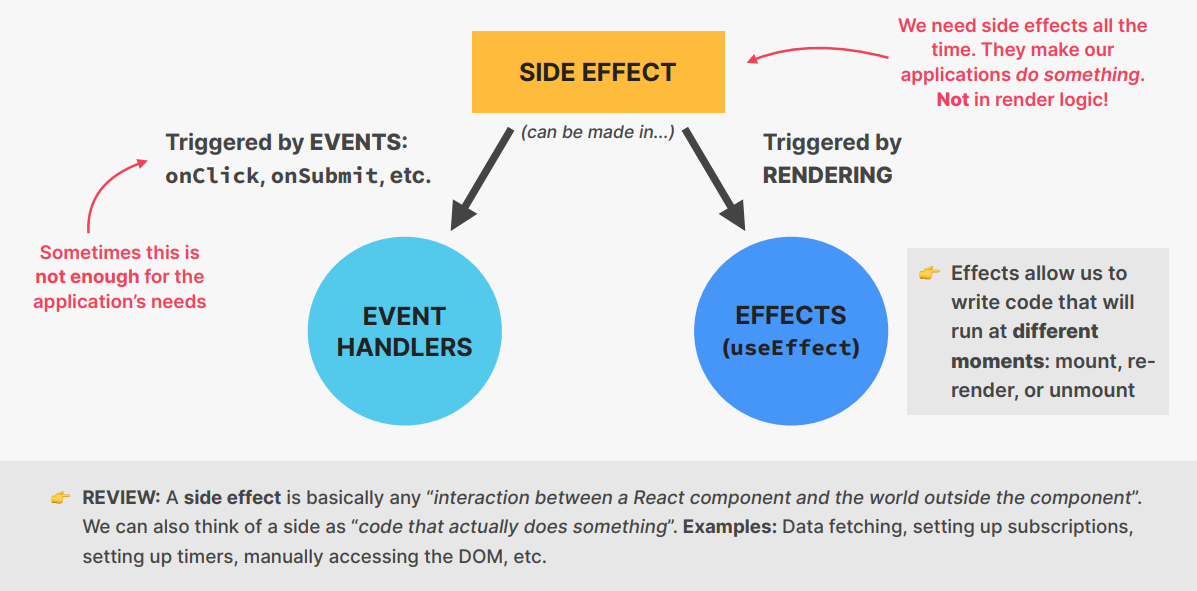 We need side effects all the
time. They make our
applications do something.
Not in render logic!
SIDE EFFECT
(can be made in...)
Triggered by EVENTS:
onClick, onSubmit, etc.
Triggered by
RENDERING
Sometimes this is
not enough for the
application’s needs
EVENT
HANDLERS
EFFECTS
(useEffect)
👉 Effects allow us to
write code that will
run at different
moments: mount, re-
render, or unmount
👉 REVIEW: A side effect is basically any “interaction between a React component and the world outside the component”.
We can also think of a side as “code that actually does something”. Examples: Data fetching, setting up subscriptions,
setting up timers, manually accessing the DOM, etc.